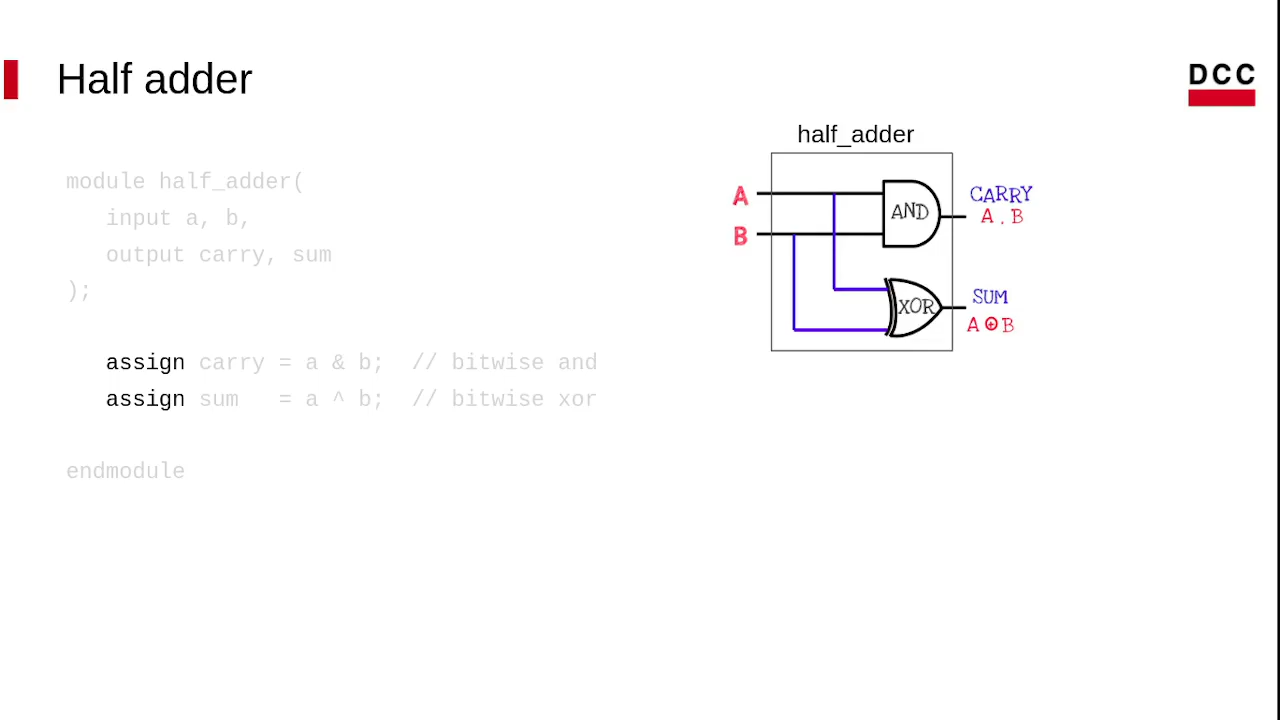 Half adder
DCC
module half_adder(
   input a, b,
   output carry, sum
);
   assign carry = a & b;  // bitwise and
   assign sum   = a ^ b;  // bitwise xor
endmodule
half_adder
A
B
AND
CARRY
A . B
XOR
SUM
A ⊕ B